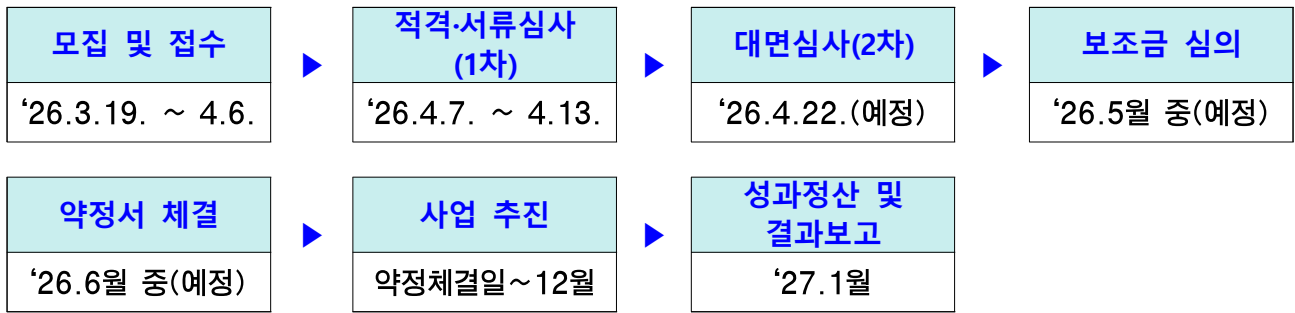 모집 및 접수
‘26.3.19. ~ 4.6.
▶
적격·서류심사
(1차)
‘26.4.7. ~ 4.13.
▶
대면심사(2차)
‘26.4.22.(예정)
▶
보조금 심의
‘26.5월 중(예정)
약정서 체결
‘26.6월 중(예정)
▶
사업 추진
약정체결일~12월
▶
성과정산 및
결과보고
‘27.1월